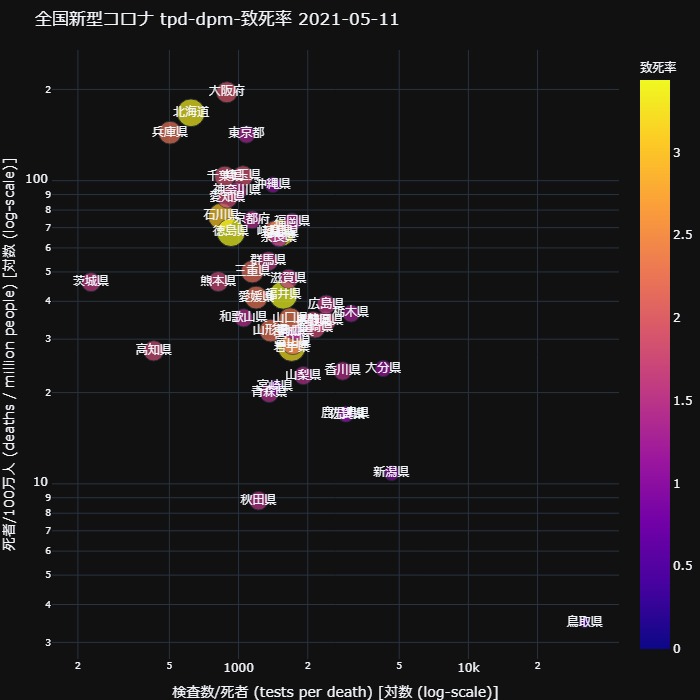 全国新型コロナ tpd-dpm-致死率 2021-05-11
致死率
3
2.5
2
1.5
1
0.5
0
死者/100万人 (deaths / million people) [対数 (log-scale)]
2
100
9
8
7
6
5
4
3
2
10
9
8
7
6
5
4
3
大阪府
北海道
兵庫県
東京都
千葉県
沖縄県
神奈川県
愛知県
石川県
京都府
福岡県
徳島県
奈良県
群馬県
三重県
茨城県
熊本県
滋賀県
福井県
愛媛県
広島県
栃木県
和歌山県
山口県
山形県
高知県
岩手県
山梨県
香川県
大分県
宮崎県
青森県
新潟県
秋田県
鳥取県
2
5
1000
2
5
10k
2
検査数/死者 (tests per death) [対数 (log-scale)]